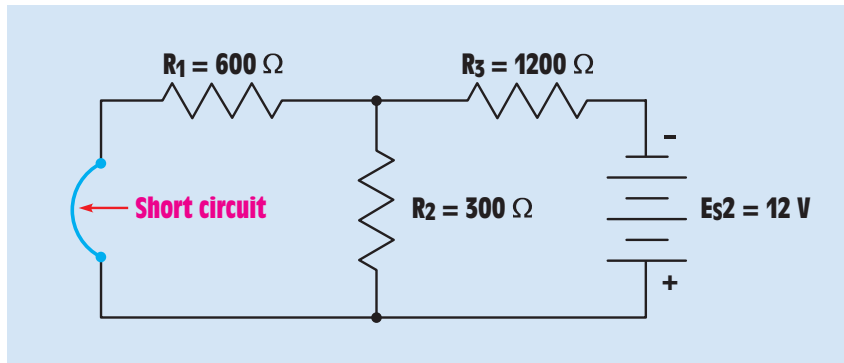 R1 = 600 Ω
R3 = 1200 Ω
-
Short circuit
R2 = 300 Ω
ES2 = 12 V
+